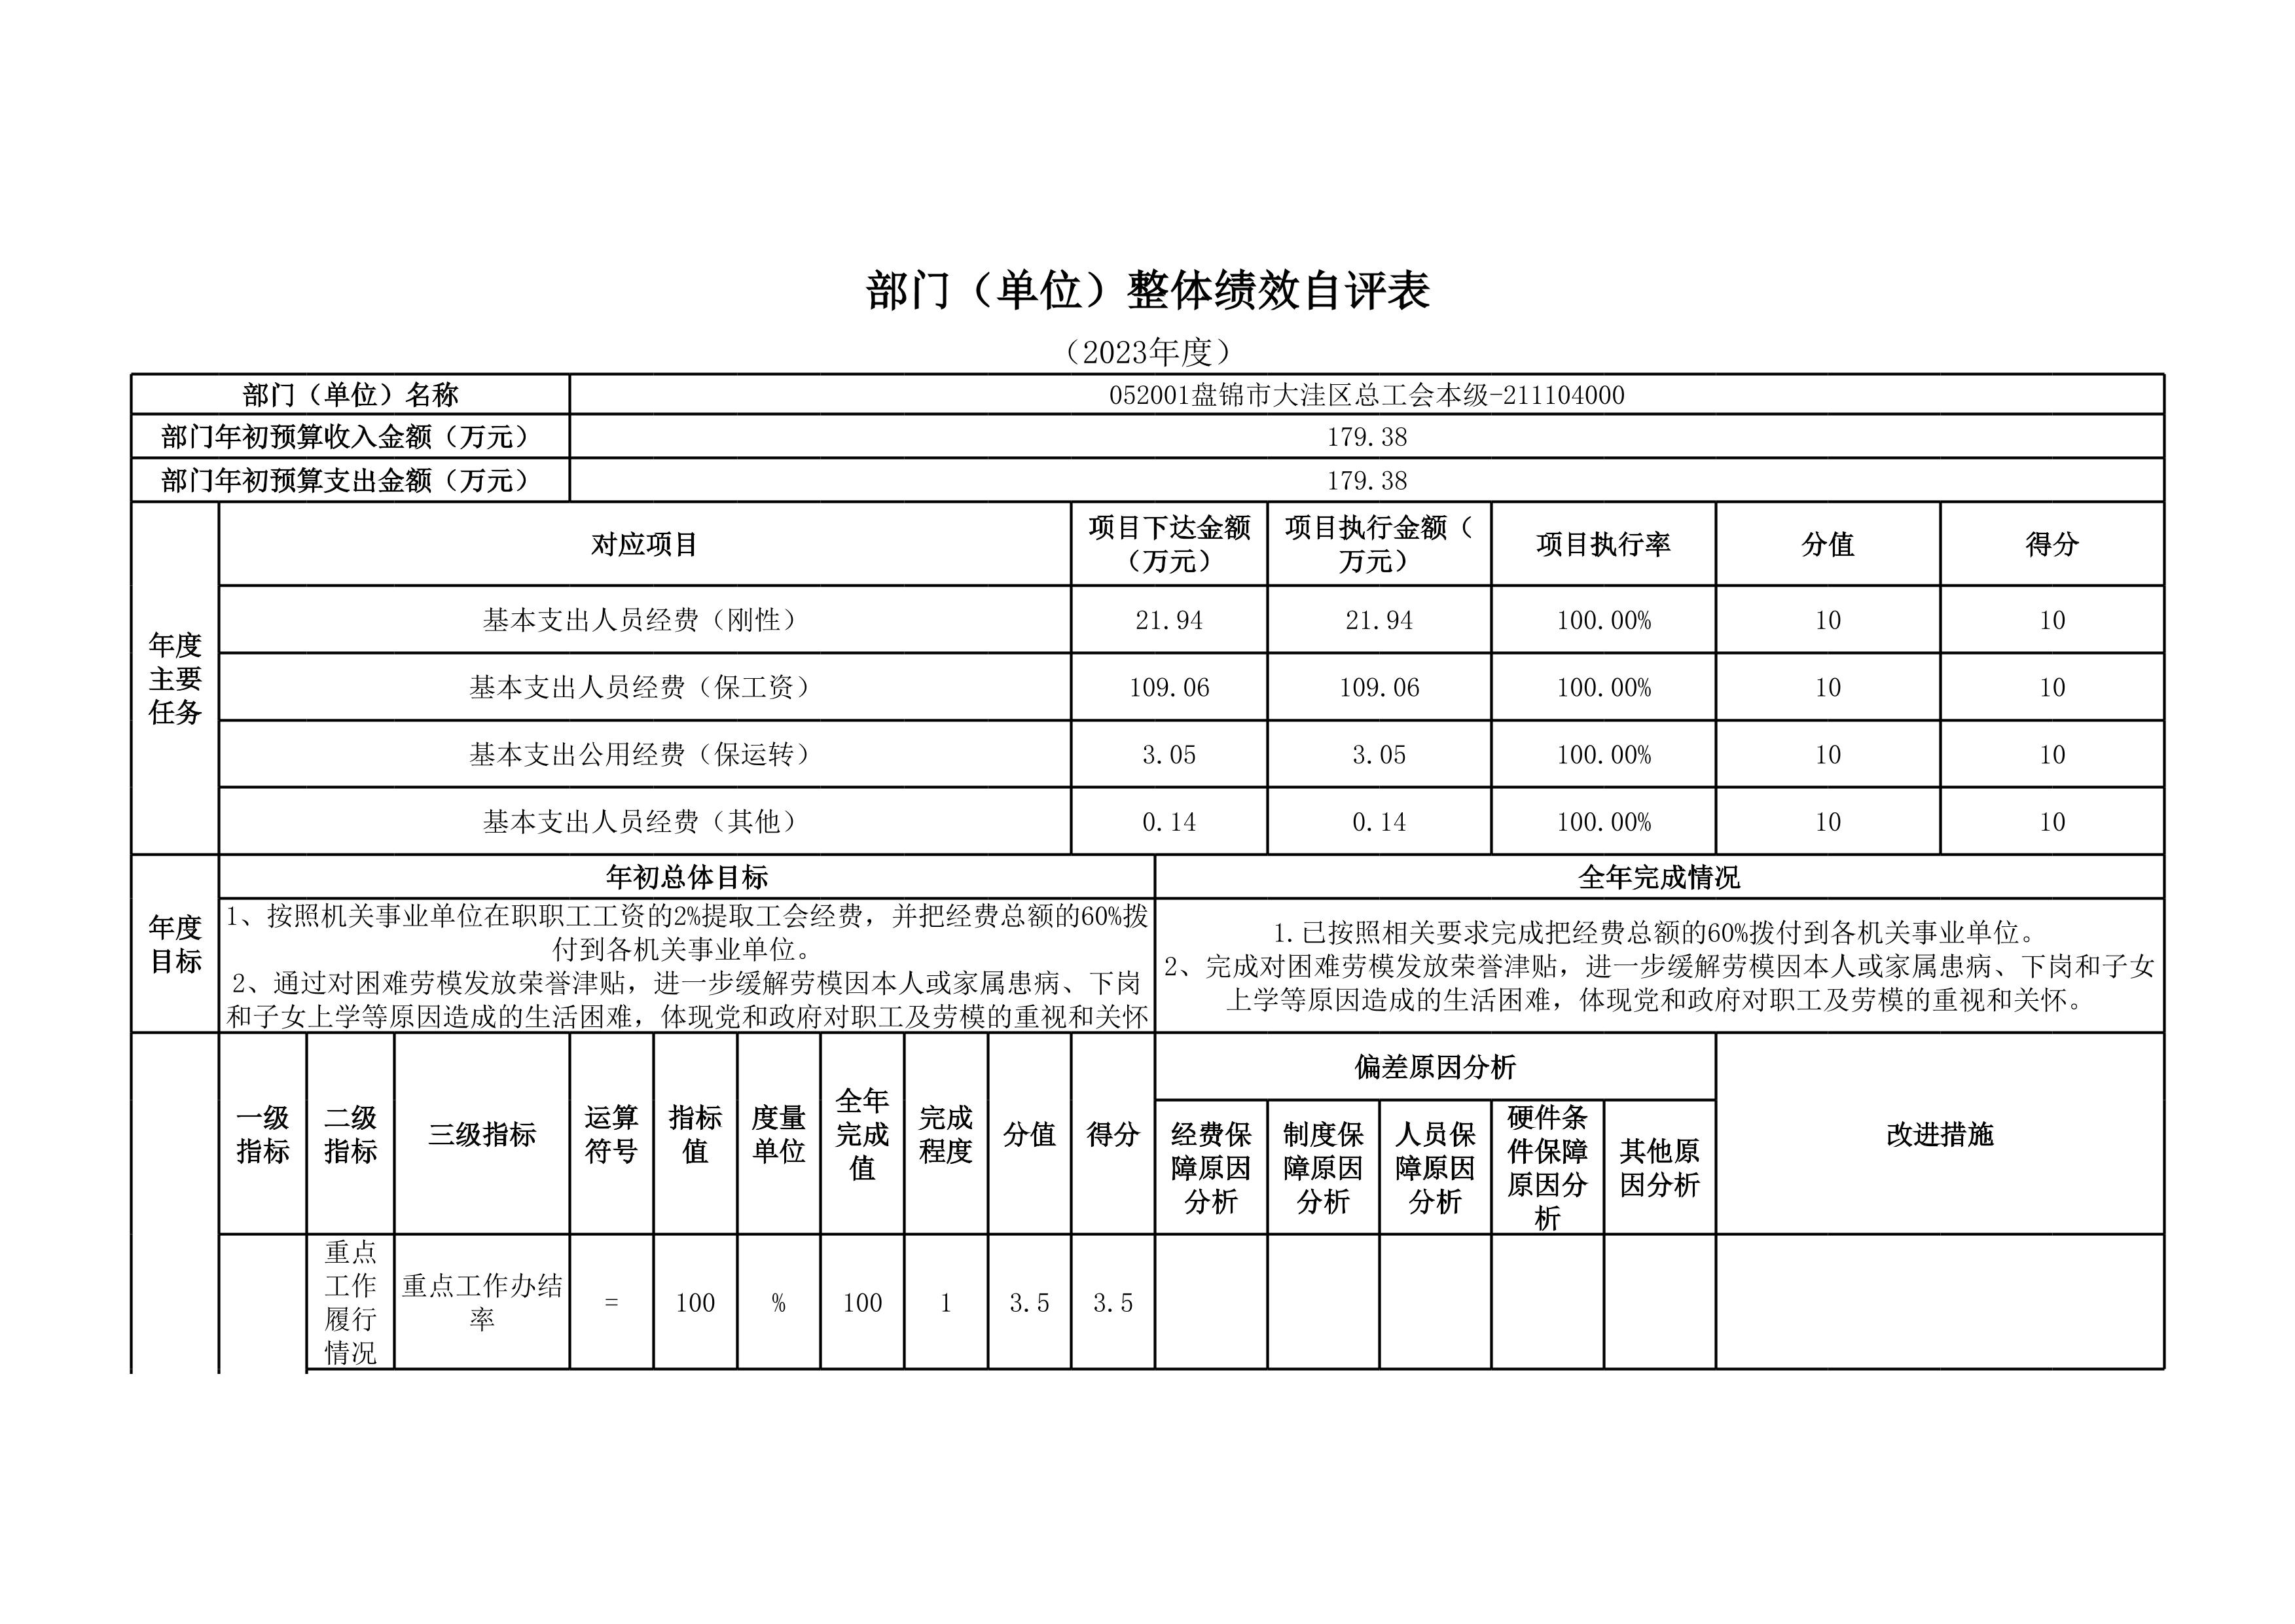 部门（单位）整体绩效自评表
（2023年度）
部门（单位）名称
052001盘锦市大洼区总工会本级-211104000
部门年初预算收入金额（万元）
179.38
部门年初预算支出金额（万元）
179.38
年度
主要
任务
对应项目
项目下达金额
（万元）
项目执行金额（
万元）
项目执行率
分值
得分
基本支出人员经费（刚性）
21.94
21.94
100.00%
10
10
基本支出人员经费（保工资）
109.06
109.06
100.00%
10
10
基本支出公用经费（保运转）
3.05
3.05
100.00%
10
10
基本支出人员经费（其他）
0.14
0.14
100.00%
10
10
年度
目标
年初总体目标
全年完成情况
1、按照机关事业单位在职职工工资的2%提取工会经费，并把经费总额的60%拨
付到各机关事业单位。
2、通过对困难劳模发放荣誉津贴，进一步缓解劳模因本人或家属患病、下岗
和子女上学等原因造成的生活困难，体现党和政府对职工及劳模的重视和关怀
1.已按照相关要求完成把经费总额的60%拨付到各机关事业单位。
2、完成对困难劳模发放荣誉津贴，进一步缓解劳模因本人或家属患病、下岗和子女
上学等原因造成的生活困难，体现党和政府对职工及劳模的重视和关怀。
一级
指标
二级
指标
三级指标
运算
符号
指标
值
度量
单位
全年
完成
值
完成
程度
分值
得分
偏差原因分析
经费保
障原因
分析
制度保
障原因
分析
人员保
障原因
分析
硬件条
件保障
原因分
析
其他原
因分析
改进措施
重点
工作
履行
情况
重点工作办结
率
=
100
%
100
1
3.5
3.5